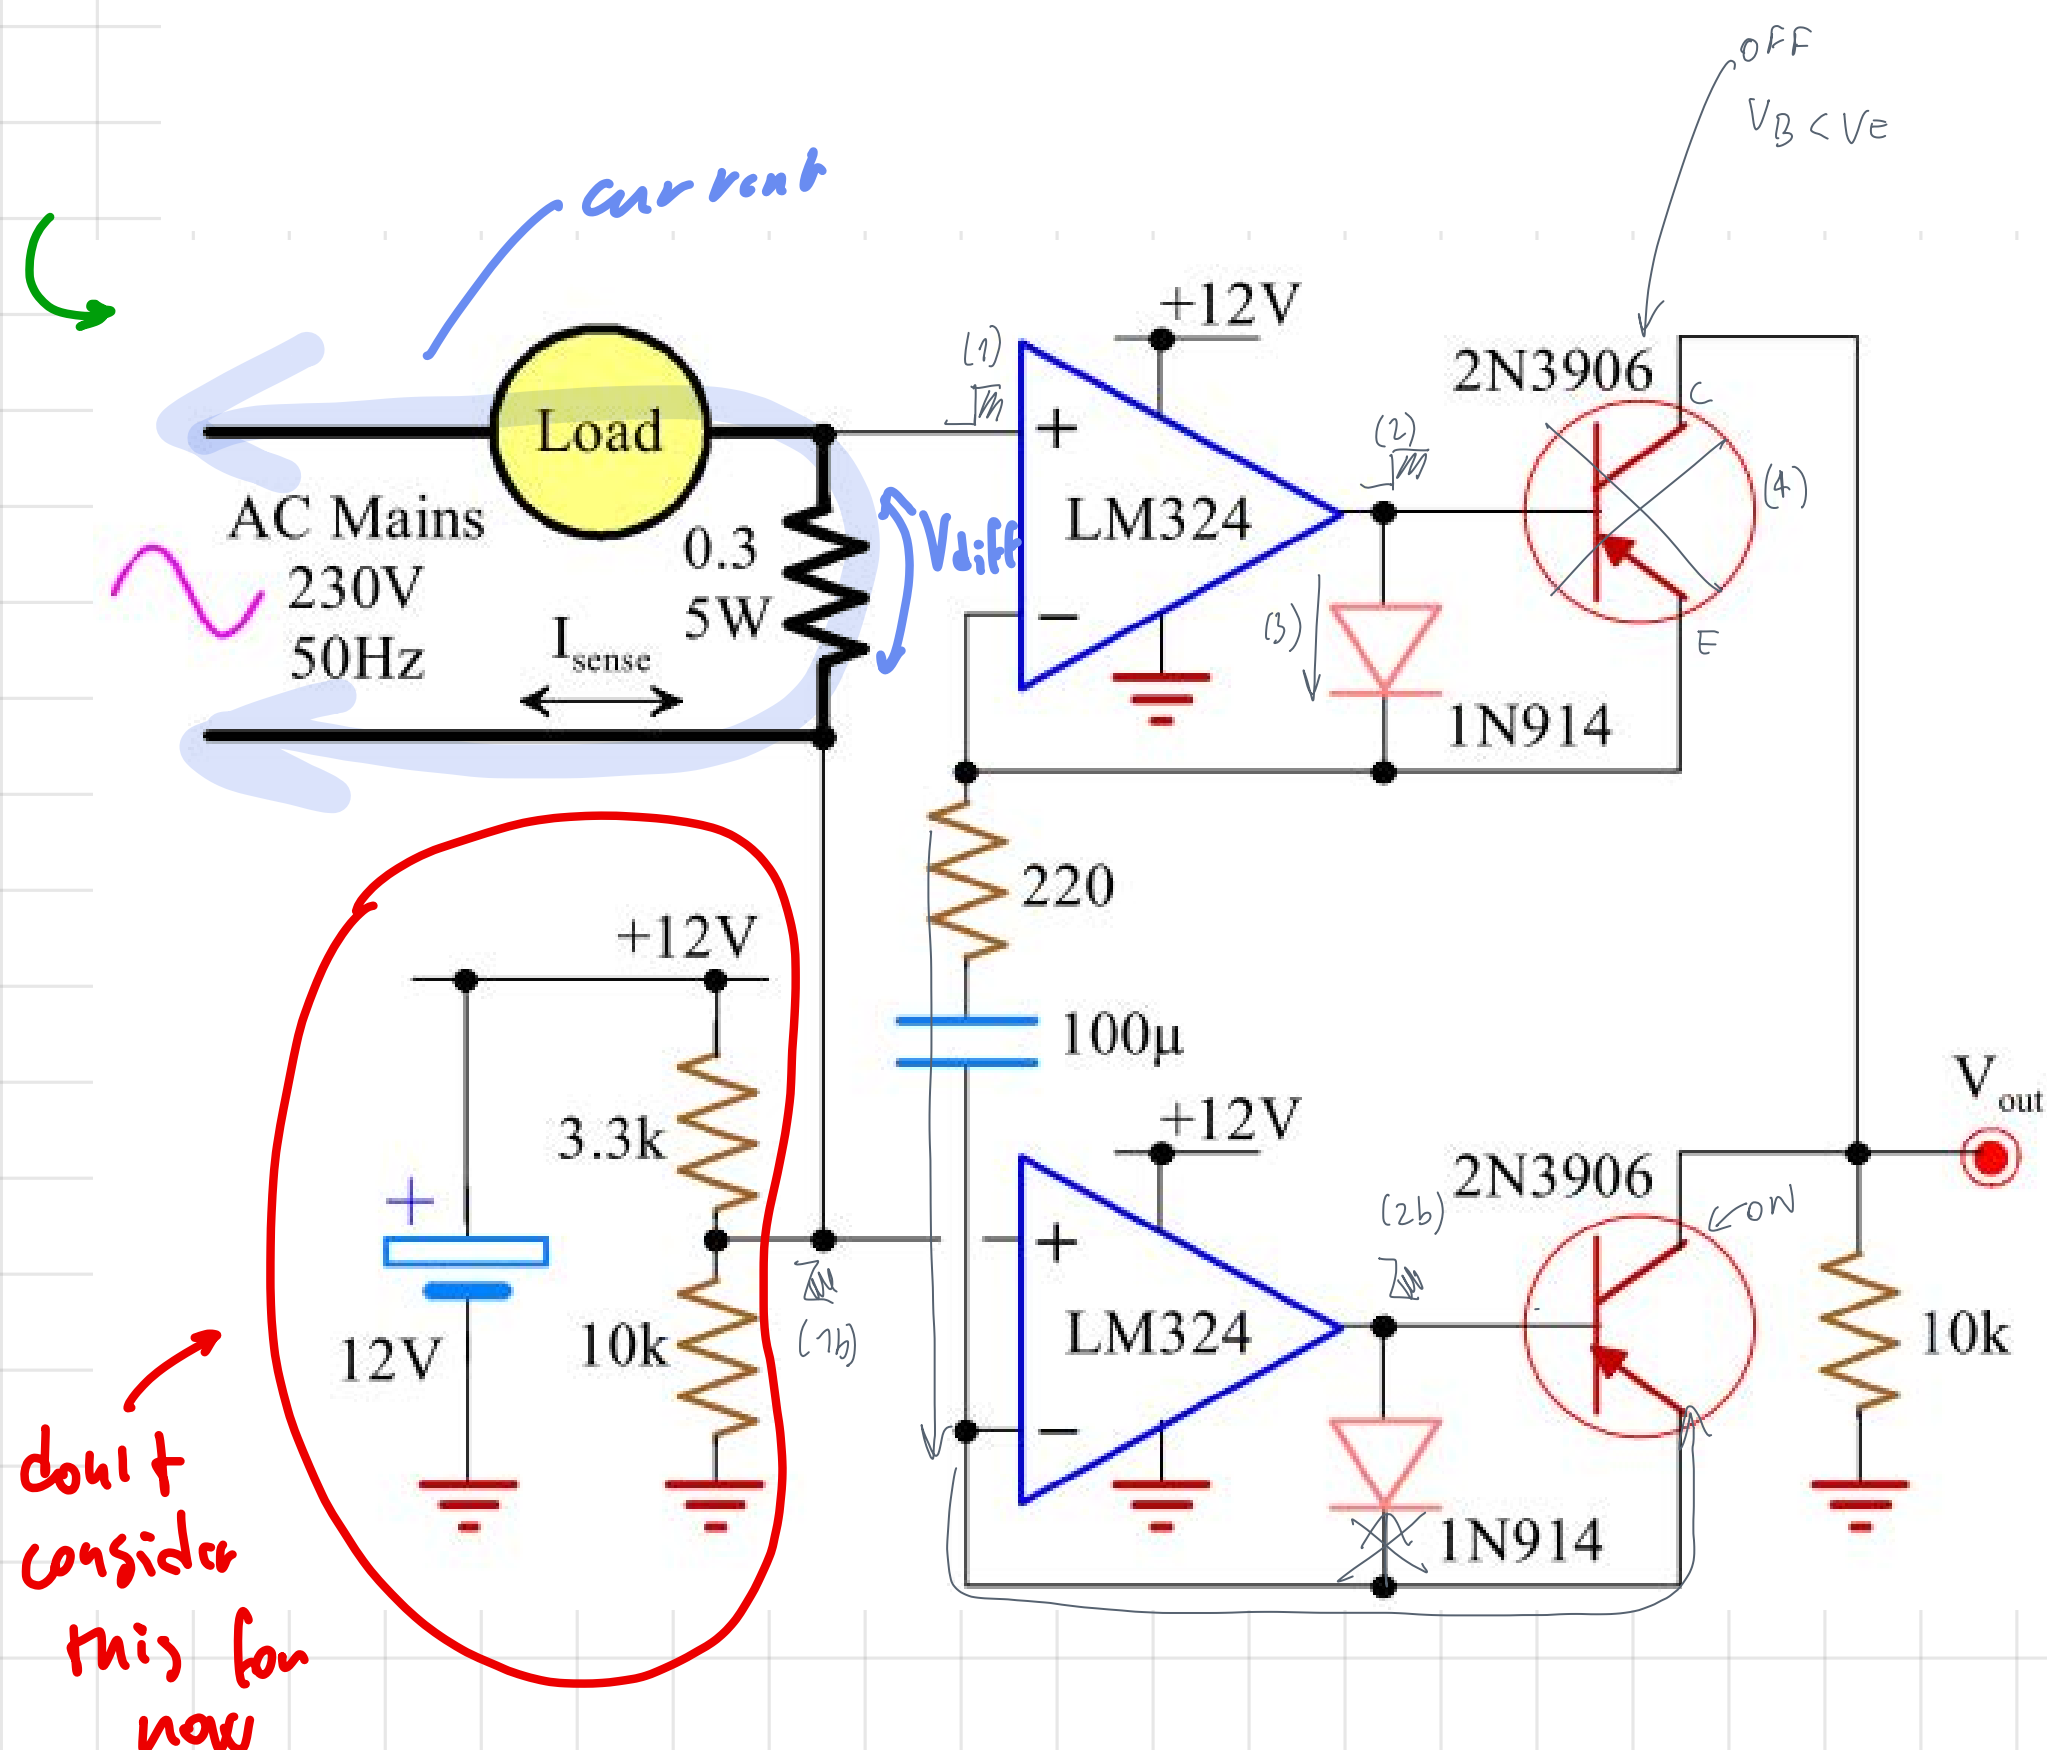 OFF
VB < VE
current
+12V
(1)
2N3906
C
Load
+
(2)
(4)
AC Mains
230V
50Hz
0.3
5W
Vdiff
LM324
Isense
−
(3)
E
1N914
220
+12V
100μ
+12V
Vout
3.3k
2N3906
(2b)
ON
+
+
(1b)
LM324
12V
10k
10k
−
1N914
don't
consider
this for
now